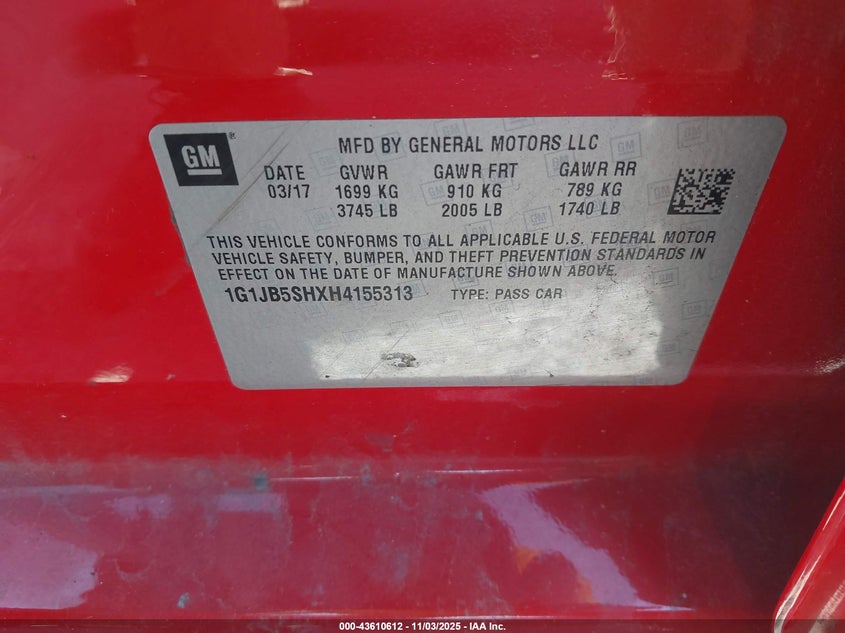 GM ®
MFD BY GENERAL MOTORS LLC
DATE GVWR GAWR FRT GAWR RR
03/17 1699 KG 910 KG 789 KG
3745 LB 2005 LB 1740 LB
THIS VEHICLE CONFORMS TO ALL APPLICABLE U.S. FEDERAL MOTOR
VEHICLE SAFETY, BUMPER, AND THEFT PREVENTION STANDARDS IN
EFFECT ON THE DATE OF MANUFACTURE SHOWN ABOVE.
1G1JB5SHXH4155313 TYPE: PASS CAR
000-43610612 - 11/03/2025 - IAA Inc.